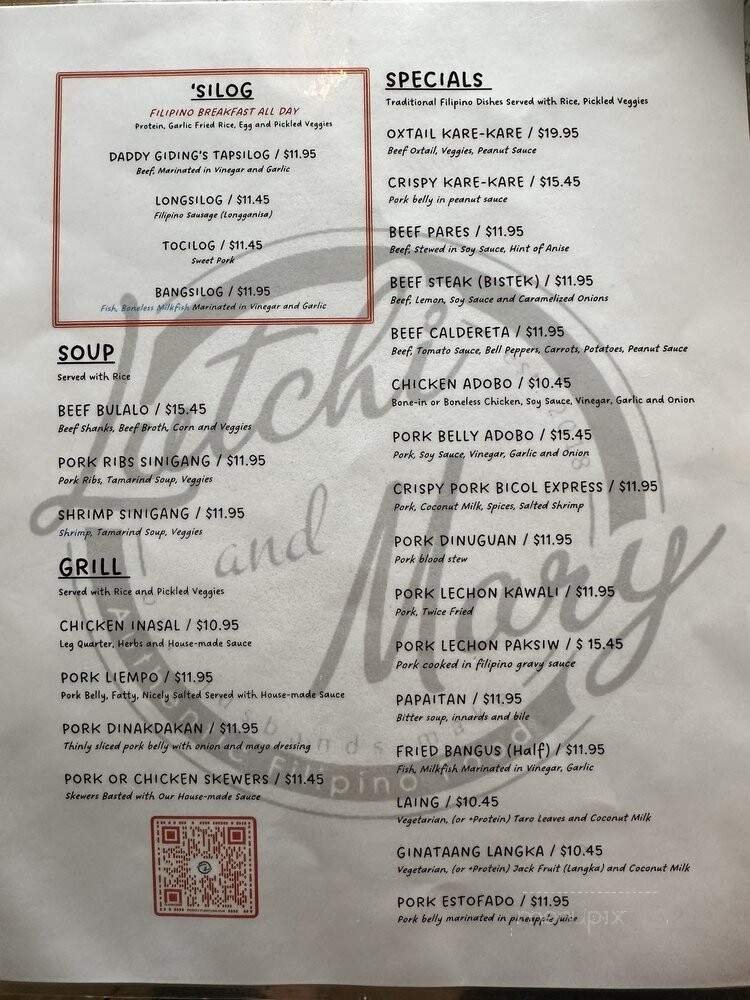 'SILOG
FILIPINO BREAKFAST ALL DAY
Protein, Garlic Fried Rice, Egg and Pickled Veggies
DADDY GIDING'S TAPSILOG / $11.95
Beef, Marinated in Vinegar and Garlic
LONGSILOG / $11.45
Filipino Sausage (Longganisa)
TOCILOG / $11.45
Sweet Pork
BANGSILOG / $11.95
Fish, Boneless Milkfish Marinated in Vinegar and Garlic
SOUP
Served with Rice
BEEF BULALO / $15.45
Beef Shanks, Beef Broth, Corn and Veggies
PORK RIBS SINIGANG / $11.95
Pork Ribs, Tamarind Soup, Veggies
SHRIMP SINIGANG / $11.95
Shrimp, Tamarind Soup, Veggies
GRILL
Served with Rice and Pickled Veggies
CHICKEN INASAL / $10.95
Leg Quarter, Herbs and House-made Sauce
PORK LIEMPO / $11.95
Pork Belly, Fatty, Nicely Salted Served with House-made Sauce
PORK DINAKDAKAN / $11.95
Thinly sliced pork belly with onion and mayo dressing
PORK OR CHICKEN SKEWERS / $11.45
Skewers Basted with Our House-made Sauce
SPECIALS
Traditional Filipino Dishes Served with Rice, Pickled Veggies
OXTAIL KARE-KARE / $19.95
Beef Oxtail, Veggies, Peanut Sauce
CRISPY KARE-KARE / $15.45
Pork belly in peanut sauce
BEEF PARES / $11.95
Beef, Stewed in Soy Sauce, Hint of Anise
BEEF STEAK (BISTEK) / $11.95
Beef, Lemon, Soy Sauce and Caramelized Onions
BEEF CALDERETA / $11.95
Beef, Tomato Sauce, Bell Peppers, Carrots, Potatoes, Peanut Sauce
CHICKEN ADOBO / $10.45
Bone-in or Boneless Chicken, Soy Sauce, Vinegar, Garlic and Onion
PORK BELLY ADOBO / $15.45
Pork, Soy Sauce, Vinegar, Garlic and Onion
CRISPY PORK BICOL EXPRESS / $11.95
Pork, Coconut Milk, Spices, Salted Shrimp
PORK DINUGUAN / $11.95
Pork blood stew
PORK LECHON KAWALI / $11.95
Pork, Twice Fried
PORK LECHON PAKSIW / $ 15.45
Pork cooked in filipino gravy sauce
PAPAITAN / $11.95
Bitter soup, innards and bile
FRIED BANGUS (Half) / $11.95
Fish, Milkfish Marinated in Vinegar, Garlic
LAING / $10.45
Vegetarian, (or +Protein) Taro Leaves and Coconut Milk
GINATAANG LANGKA / $10.45
Vegetarian, (or +Protein) Jack Fruit (Langka) and Coconut Milk
PORK ESTOFADO / $11.95
Pork belly marinated in pineapple juice
Kitchi
and Mary
Filipino
menupix